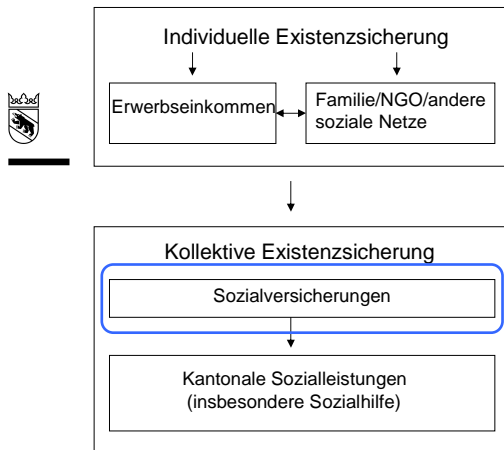 Individuelle Existenzsicherung
Erwerbseinkommen
Familie/NGO/andere
soziale Netze
Kollektive Existenzsicherung
Sozialversicherungen
Kantonale Sozialleistungen
(insbesondere Sozialhilfe)